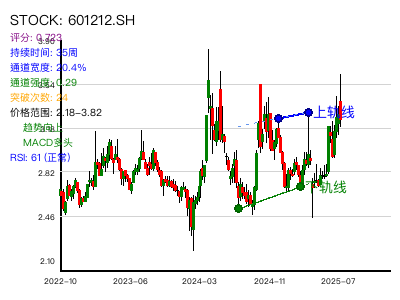 STOCK: 601212.SH
评分: 0.723
持续时间: 35周
通道宽度: 20.4%
通道强度: 0.29
突破次数: 24
价格范围: 2.18-3.82
趋势
MACD多头
RSI: 61 (正常)
上轨线
轨线
2.82
2.46
2.10
2022-10
2023-06
2024-03
2024-11
2025-07